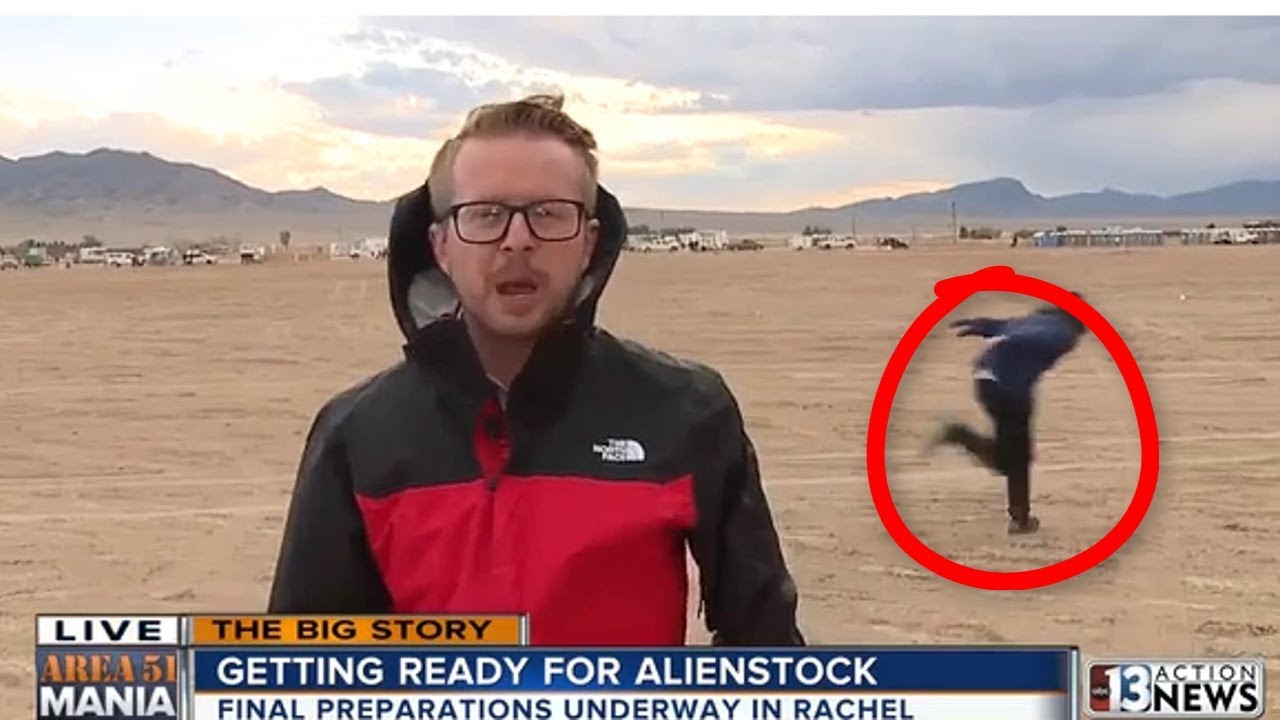 THE
NORTH
FACE
LIVE
THE BIG STORY
AREA 51
MANIA
GETTING READY FOR ALIENSTOCK
FINAL PREPARATIONS UNDERWAY IN RACHEL
abc 13 ACTION
NEWS